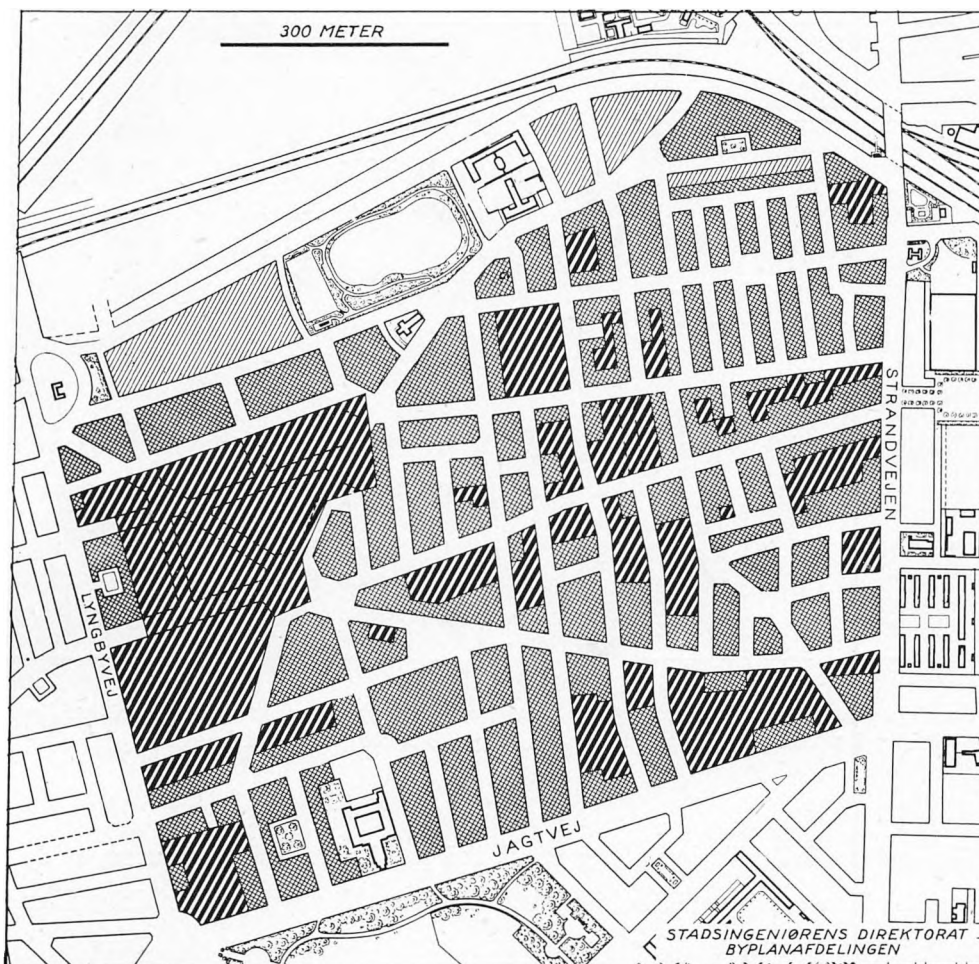 300 METER
STRANDVEJEN
LYNGBYVEJ
JAGTVEJ
STADSINGENIØRENS DIREKTORAT
BYPLANAFDELINGEN